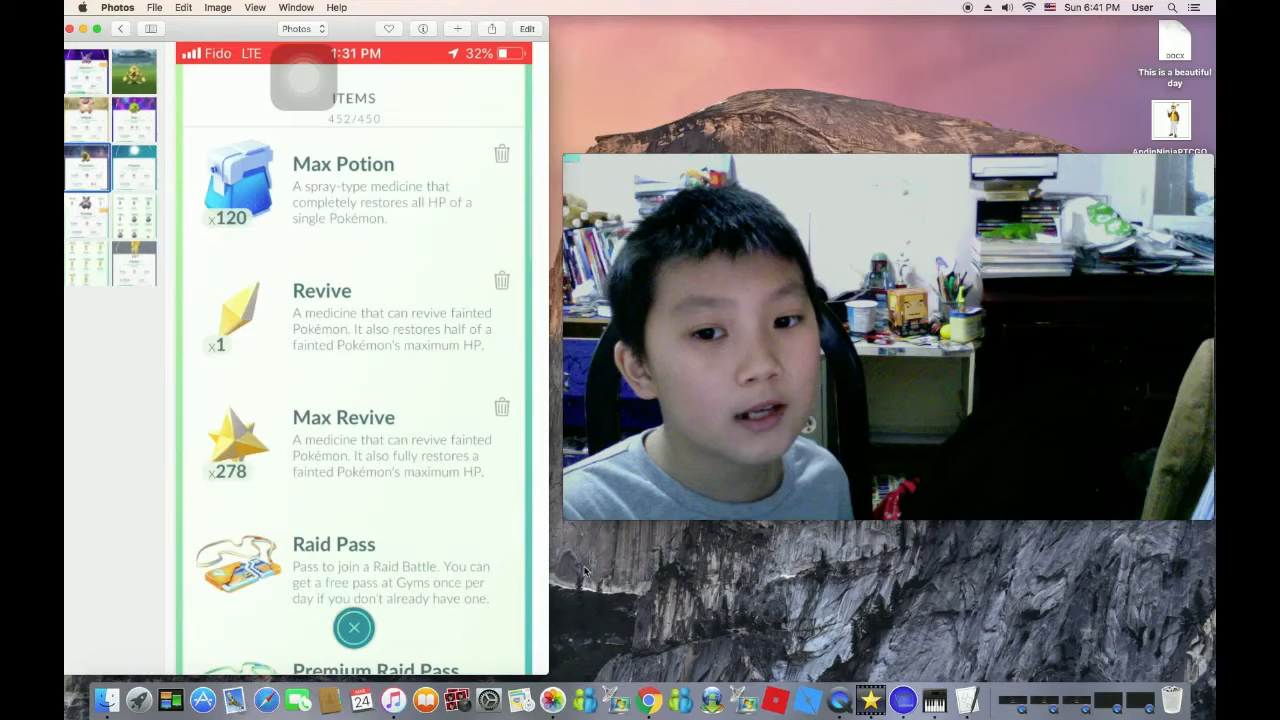 Photos File Edit Image View Window Help
Sun 6:41 PM User
Photos
Edit
DOCX
This is a beautiful
day
AndinNinjaPTCGO
Fido LTE 1:31 PM 32%
ITEMS
452/450
Max Potion
A spray-type medicine that
completely restores all HP of a
single Pokémon.
x120
Revive
A medicine that can revive fainted
Pokémon. It also restores half of a
fainted Pokémon's maximum HP.
x1
Max Revive
A medicine that can revive fainted
Pokémon. It also fully restores a
fainted Pokémon's maximum HP.
x278
Raid Pass
Pass to join a Raid Battle. You can
get a free pass at Gyms once per
day if you don't already have one.
Premium Raid Pass
MAR
24